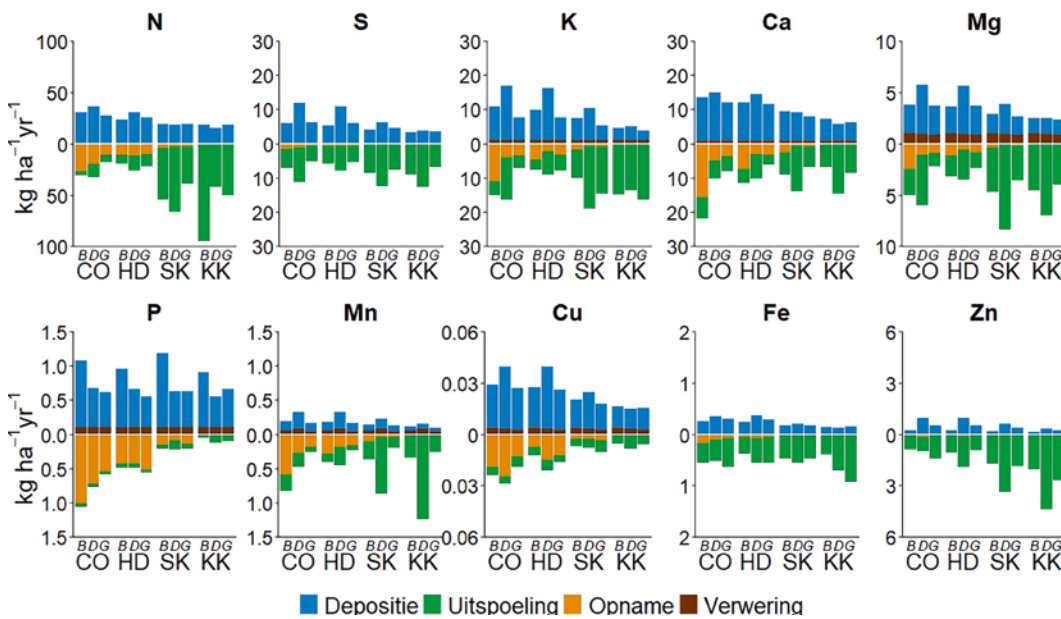 N S K Ca Mg
100 30 30 30 10
50 20 20 20 5
10 10 10
0 0 0 0 0
10 10 10
50 20 20 20 5
100 30 30 30 10
kg ha⁻¹yr⁻¹
BDG BDG BDG BDG BDG BDG BDG BDG BDG BDG BDG BDG BDG BDG BDG BDG BDG BDG BDG BDG
CO HD SK KK CO HD SK KK CO HD SK KK CO HD SK KK CO HD SK KK
P Mn Cu Fe Zn
1.5 1.5 0.06 2 6
1.0 1.0 0.03 1 3
0.5 0.5
0.0 0.0 0 0 0
0.5 0.5
1.0 1.0 0.03 1 3
1.5 1.5 0.06 2 6
kg ha⁻¹yr⁻¹
BDG BDG BDG BDG BDG BDG BDG BDG BDG BDG BDG BDG BDG BDG BDG BDG BDG BDG BDG BDG
CO HD SK KK CO HD SK KK CO HD SK KK CO HD SK KK CO HD SK KK
Depositie Uitspoeling Opname Verwering